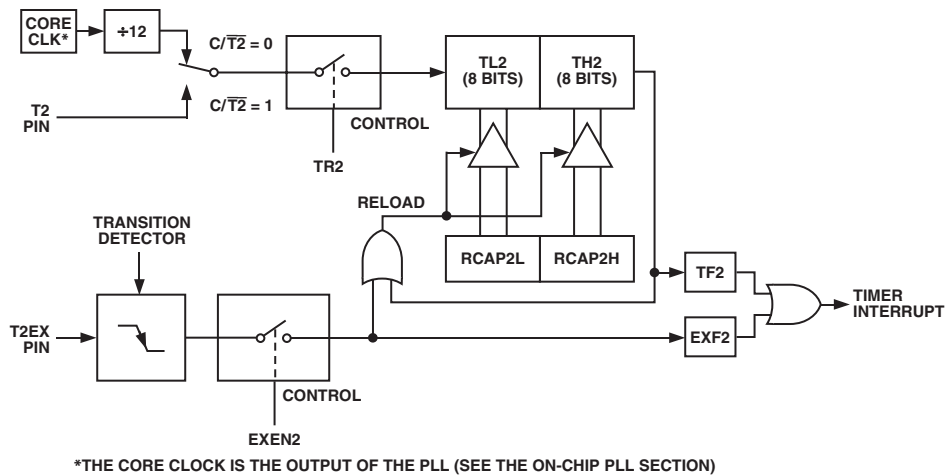 CORE
CLK*
÷12
C/T2̅ = 0
C/T2̅ = 1
T2
PIN
CONTROL
TR2
TL2
(8 BITS)
TH2
(8 BITS)
RELOAD
TRANSITION
DETECTOR
RCAP2L
RCAP2H
T2EX
PIN
CONTROL
EXEN2
TF2
EXF2
TIMER
INTERRUPT
*THE CORE CLOCK IS THE OUTPUT OF THE PLL (SEE THE ON-CHIP PLL SECTION)